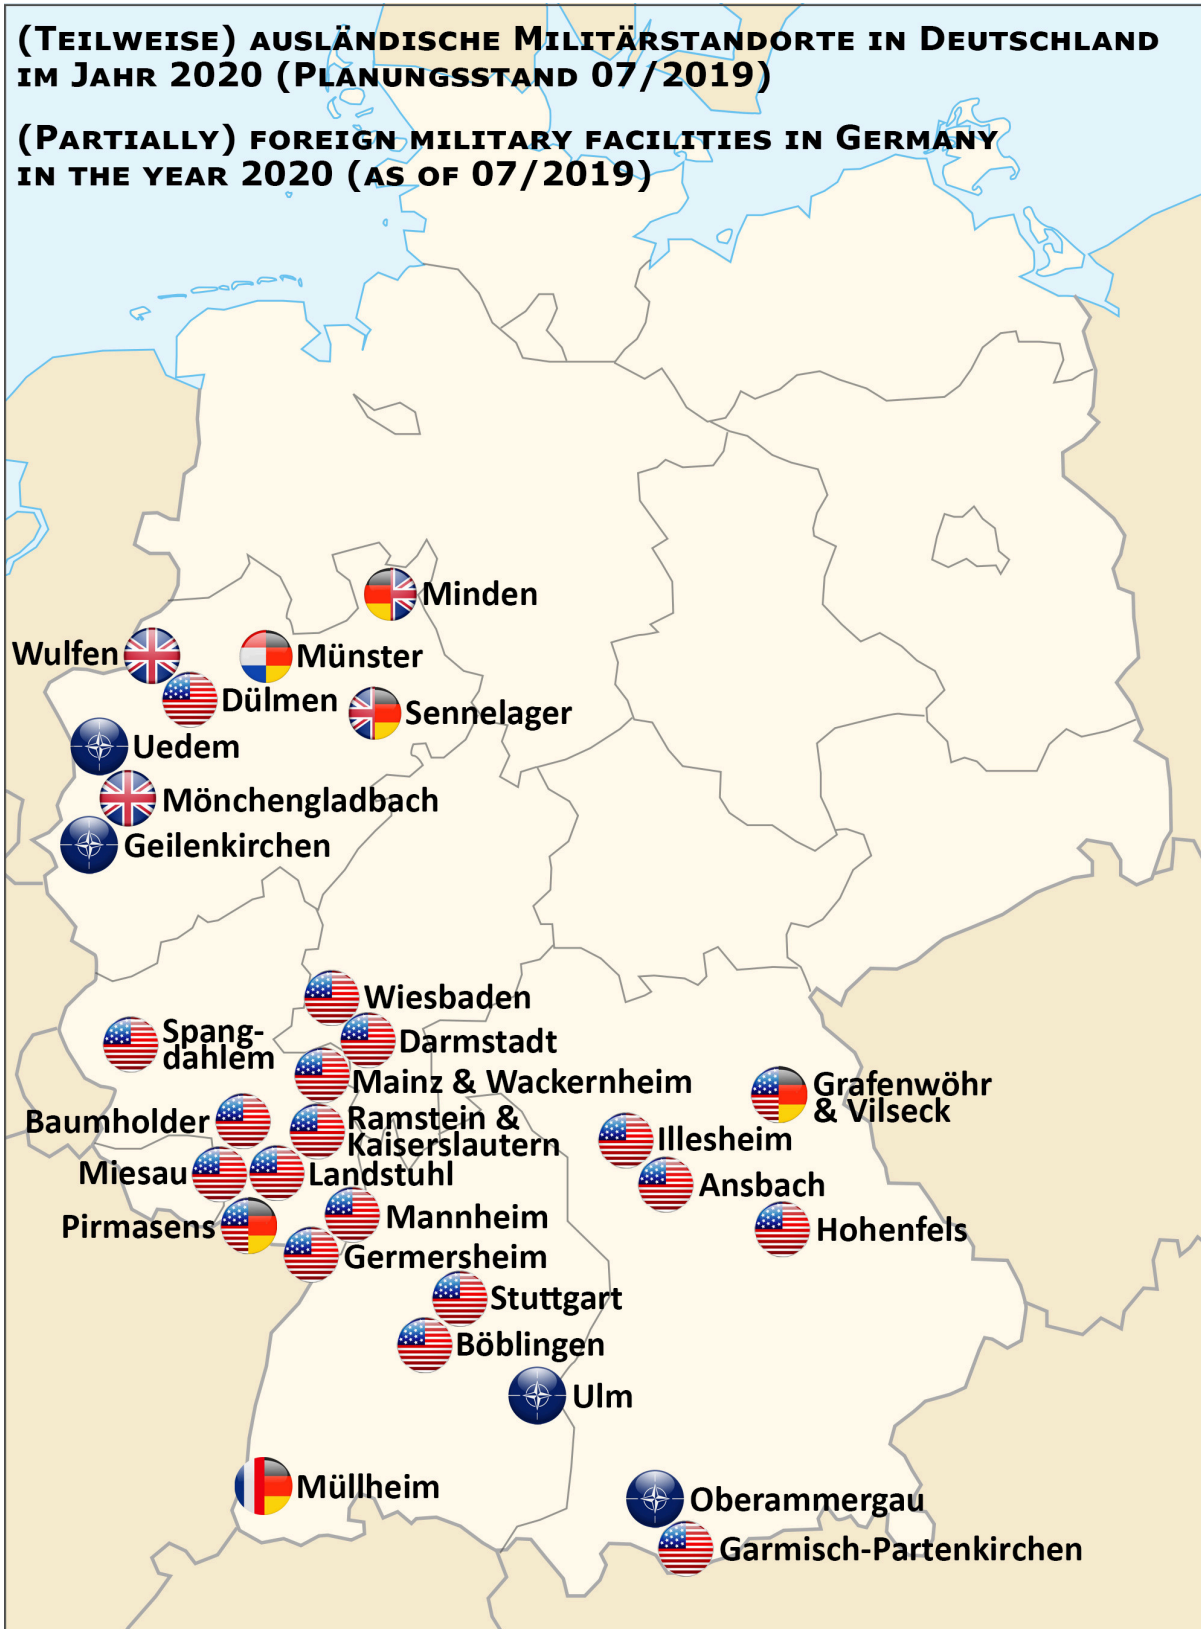 (Teilweise) ausländische Militärstandorte in Deutschland
im Jahr 2020 (Planungsstand 07/2019)
(Partially) foreign military facilities in Germany
in the year 2020 (as of 07/2019)
Minden
Wulfen
Münster
Dülmen
Sennelager
Uedem
Mönchengladbach
Geilenkirchen
Wiesbaden
Spang-
dahlem
Darmstadt
Mainz & Wackernheim
Grafenwöhr
& Vilseck
Baumholder
Ramstein &
Kaiserslautern
Illesheim
Miesau
Landstuhl
Ansbach
Pirmasens
Mannheim
Hohenfels
Germersheim
Stuttgart
Böblingen
Ulm
Müllheim
Oberammergau
Garmisch-Partenkirchen